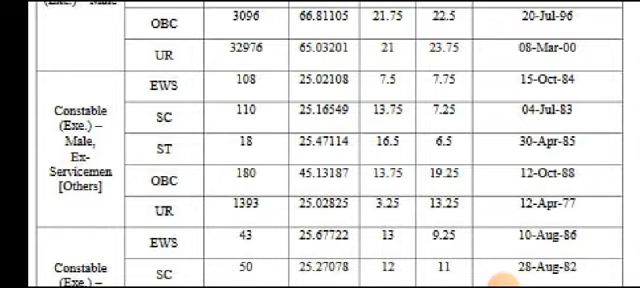 (Exe.) – Male
OBC 3096 66.81105 21.75 22.5 20-Jul-96
UR 32976 65.03201 21 23.75 08-Mar-00
Constable
(Exe.) –
Male,
Ex-
Servicemen
[Others]
EWS 108 25.02108 7.5 7.75 15-Oct-84
SC 110 25.16549 13.75 7.25 04-Jul-83
ST 18 25.47114 16.5 6.5 30-Apr-85
OBC 180 45.13187 13.75 19.25 12-Oct-88
UR 1393 25.02825 3.25 13.25 12-Apr-77
Constable
(Exe.) –
EWS 43 25.67722 13 9.25 10-Aug-86
SC 50 25.27078 12 11 28-Aug-82